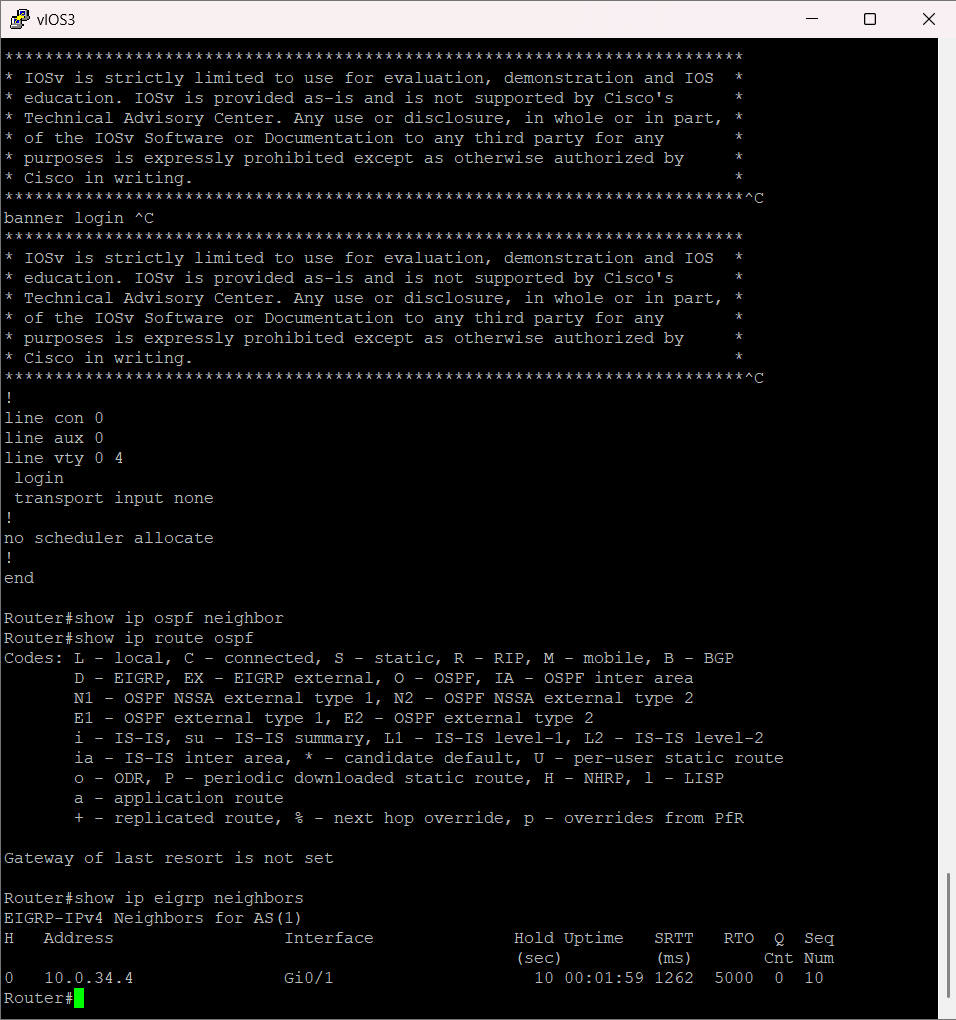 vIOS3
**************************************************************************
* IOSv is strictly limited to use for evaluation, demonstration and IOS  *
* education. IOSv is provided as-is and is not supported by Cisco's      *
* Technical Advisory Center. Any use or disclosure, in whole or in part, *
* of the IOSv Software or Documentation to any third party for any       *
* purposes is expressly prohibited except as otherwise authorized by     *
* Cisco in writing.                                                      *
**************************************************************************^C
banner login ^C
**************************************************************************
* IOSv is strictly limited to use for evaluation, demonstration and IOS  *
* education. IOSv is provided as-is and is not supported by Cisco's      *
* Technical Advisory Center. Any use or disclosure, in whole or in part, *
* of the IOSv Software or Documentation to any third party for any       *
* purposes is expressly prohibited except as otherwise authorized by     *
* Cisco in writing.                                                      *
**************************************************************************^C
!
line con 0
line aux 0
line vty 0 4
 login
 transport input none
!
no scheduler allocate
!
end

Router#show ip ospf neighbor
Router#show ip route ospf
Codes: L - local, C - connected, S - static, R - RIP, M - mobile, B - BGP
       D - EIGRP, EX - EIGRP external, O - OSPF, IA - OSPF inter area
       N1 - OSPF NSSA external type 1, N2 - OSPF NSSA external type 2
       E1 - OSPF external type 1, E2 - OSPF external type 2
       i - IS-IS, su - IS-IS summary, L1 - IS-IS level-1, L2 - IS-IS level-2
       ia - IS-IS inter area, * - candidate default, U - per-user static route
       o - ODR, P - periodic downloaded static route, H - NHRP, l - LISP
       a - application route
       + - replicated route, % - next hop override, p - overrides from PfR

Gateway of last resort is not set

Router#show ip eigrp neighbors
EIGRP-IPv4 Neighbors for AS(1)
H   Address                 Interface              Hold Uptime   SRTT   RTO  Q  Seq
                                                   (sec)         (ms)       Cnt Num
0   10.0.34.4               Gi0/1                    10 00:01:59 1262  5000  0  10
Router#